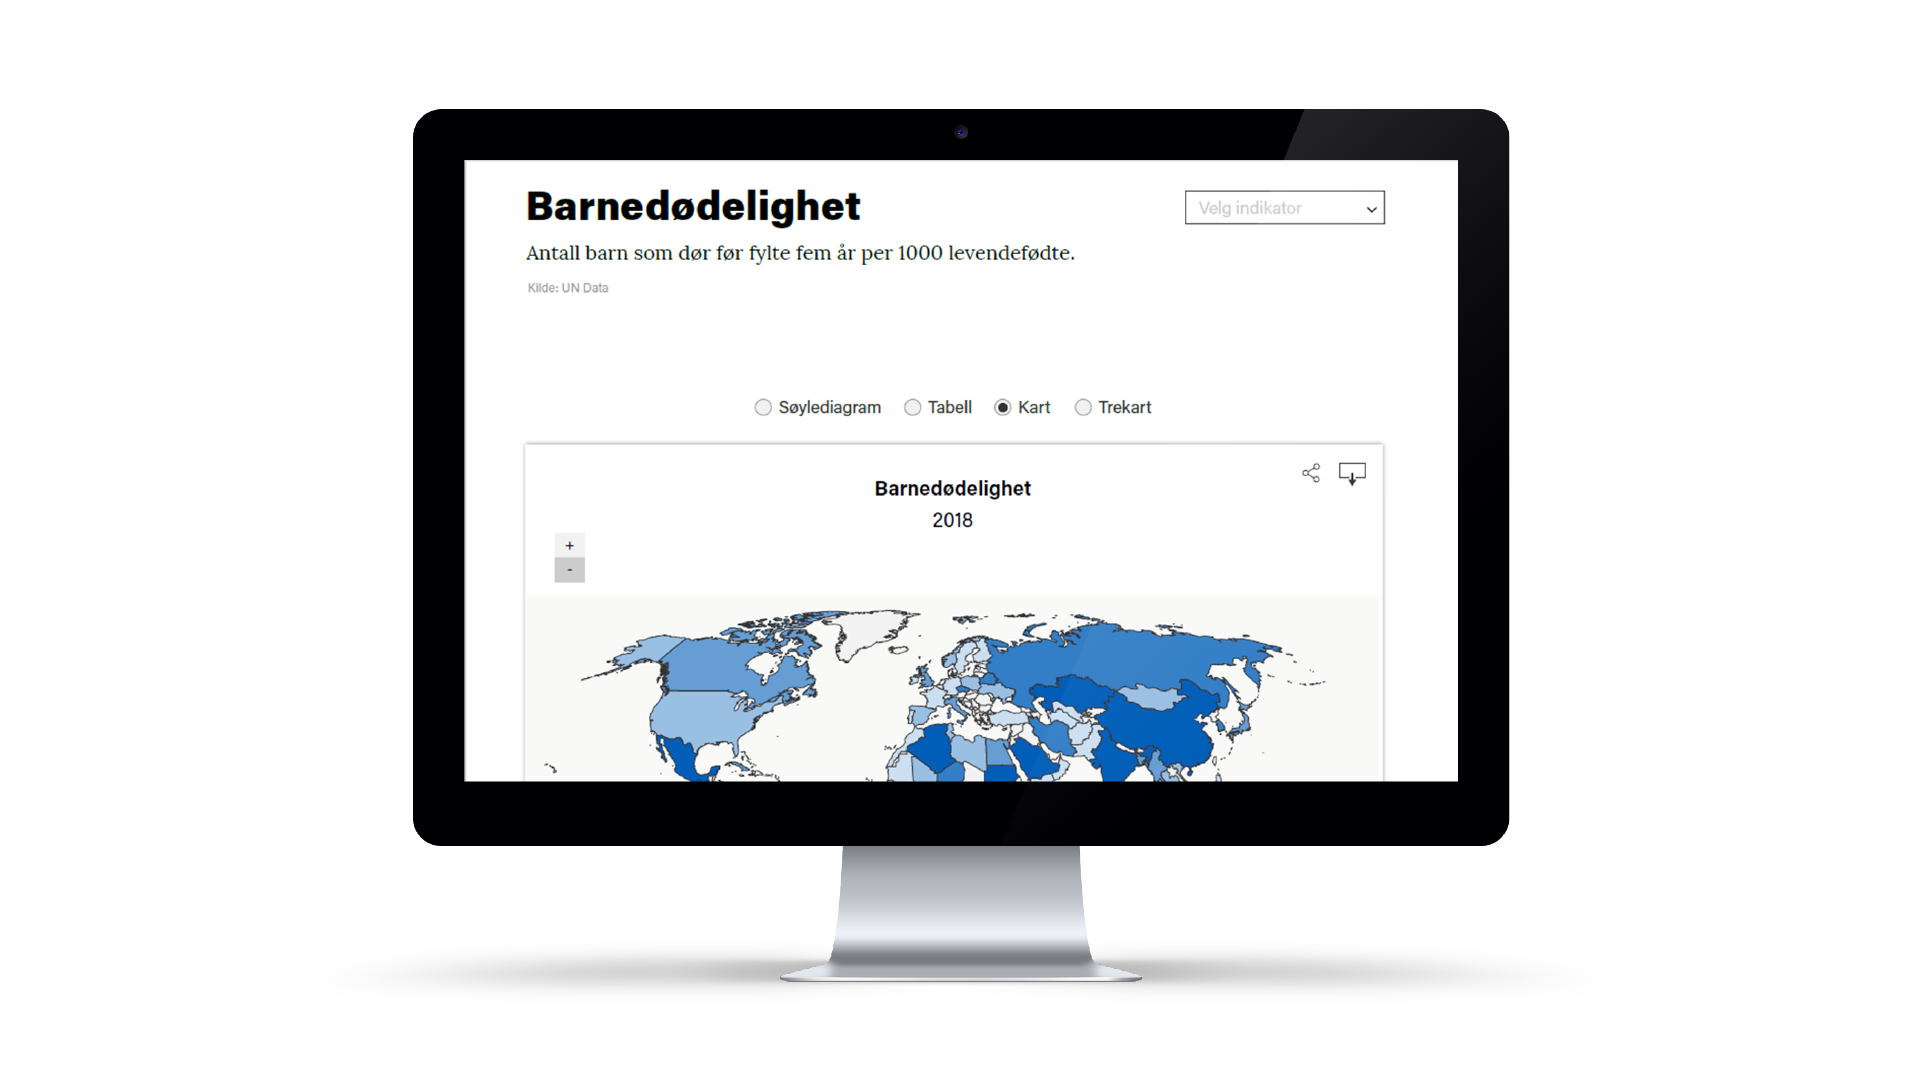 Barnedødelighet
Velg indikator
Antall barn som dør før fylte fem år per 1000 levendefødte.
Kilde: UN Data
Søylediagram Tabell Kart Trekart
Barnedødelighet
2018
+
-